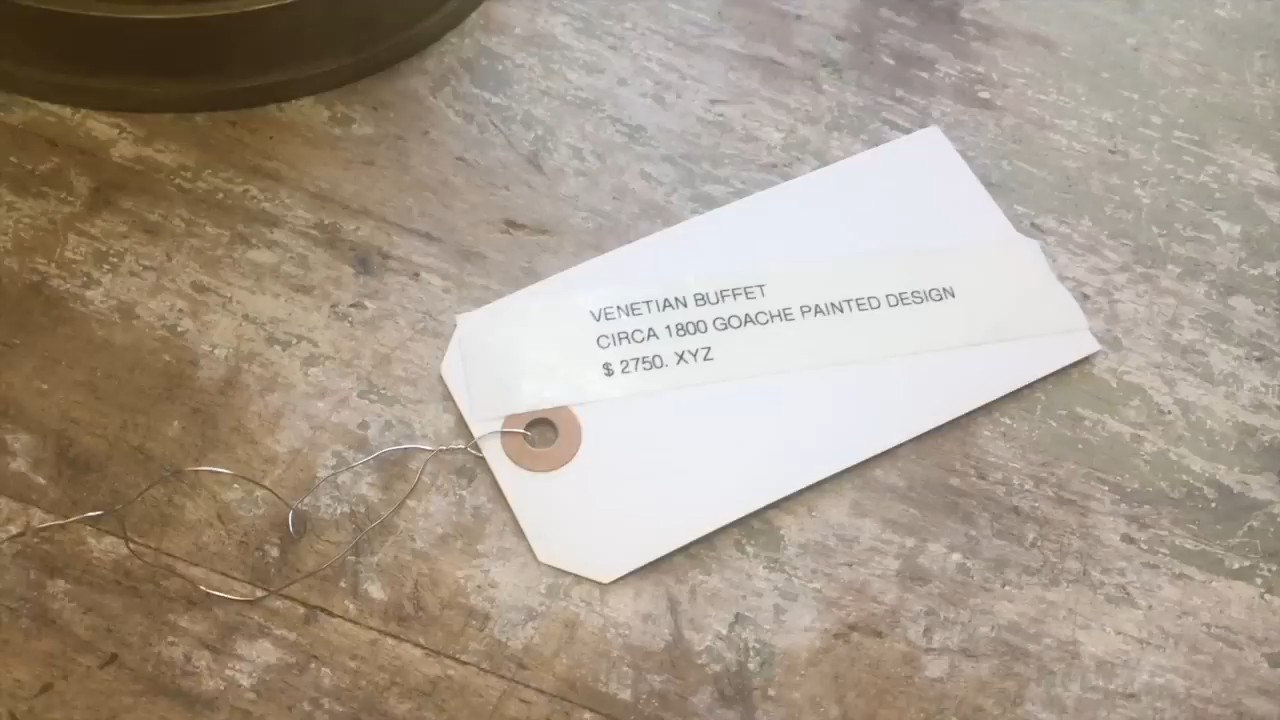 VENETIAN BUFFET
CIRCA 1800 GOACHE PAINTED DESIGN
$ 2750. XYZ